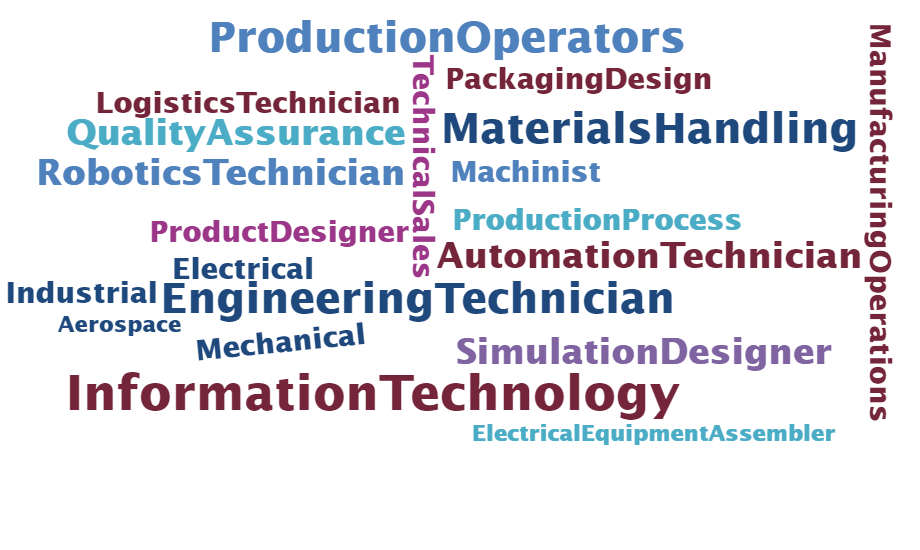 ProductionOperators
PackagingDesign
LogisticsTechnician
TechnicalSales
ManufacturingOperations
MaterialsHandling
QualityAssurance
RoboticsTechnician
Machinist
ProductionProcess
ProductDesigner
AutomationTechnician
Electrical
Industrial
EngineeringTechnician
Aerospace
Mechanical
SimulationDesigner
InformationTechnology
ElectricalEquipmentAssembler